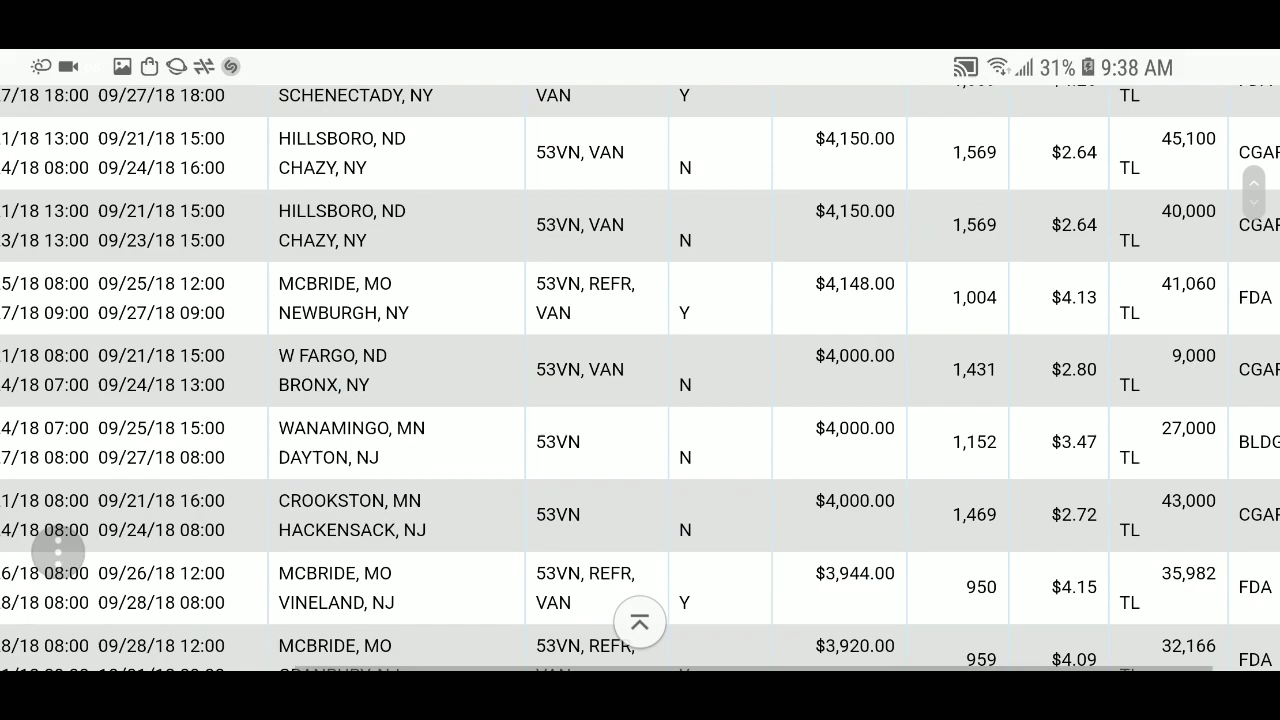 31% 9:38 AM
7/18 18:00 09/27/18 18:00 SCHENECTADY, NY VAN Y TL
1/18 13:00 09/21/18 15:00 HILLSBORO, ND 53VN, VAN $4,150.00 1,569 $2.64 45,100 CGAR
4/18 08:00 09/24/18 16:00 CHAZY, NY N TL
1/18 13:00 09/21/18 15:00 HILLSBORO, ND 53VN, VAN $4,150.00 1,569 $2.64 40,000 CGAR
3/18 13:00 09/23/18 15:00 CHAZY, NY N TL
5/18 08:00 09/25/18 12:00 MCBRIDE, MO 53VN, REFR, $4,148.00 1,004 $4.13 41,060 FDA
7/18 09:00 09/27/18 09:00 NEWBURGH, NY VAN Y TL
1/18 08:00 09/21/18 15:00 W FARGO, ND 53VN, VAN $4,000.00 1,431 $2.80 9,000 CGAR
4/18 07:00 09/24/18 13:00 BRONX, NY N TL
4/18 07:00 09/25/18 15:00 WANAMINGO, MN 53VN $4,000.00 1,152 $3.47 27,000 BLDG
7/18 08:00 09/27/18 08:00 DAYTON, NJ N TL
1/18 08:00 09/21/18 16:00 CROOKSTON, MN 53VN $4,000.00 1,469 $2.72 43,000 CGAR
4/18 08:00 09/24/18 08:00 HACKENSACK, NJ N TL
6/18 08:00 09/26/18 12:00 MCBRIDE, MO 53VN, REFR, $3,944.00 950 $4.15 35,982 FDA
8/18 08:00 09/28/18 08:00 VINELAND, NJ VAN Y TL
8/18 08:00 09/28/18 12:00 MCBRIDE, MO 53VN, REFR, $3,920.00 959 $4.09 32,166 FDA